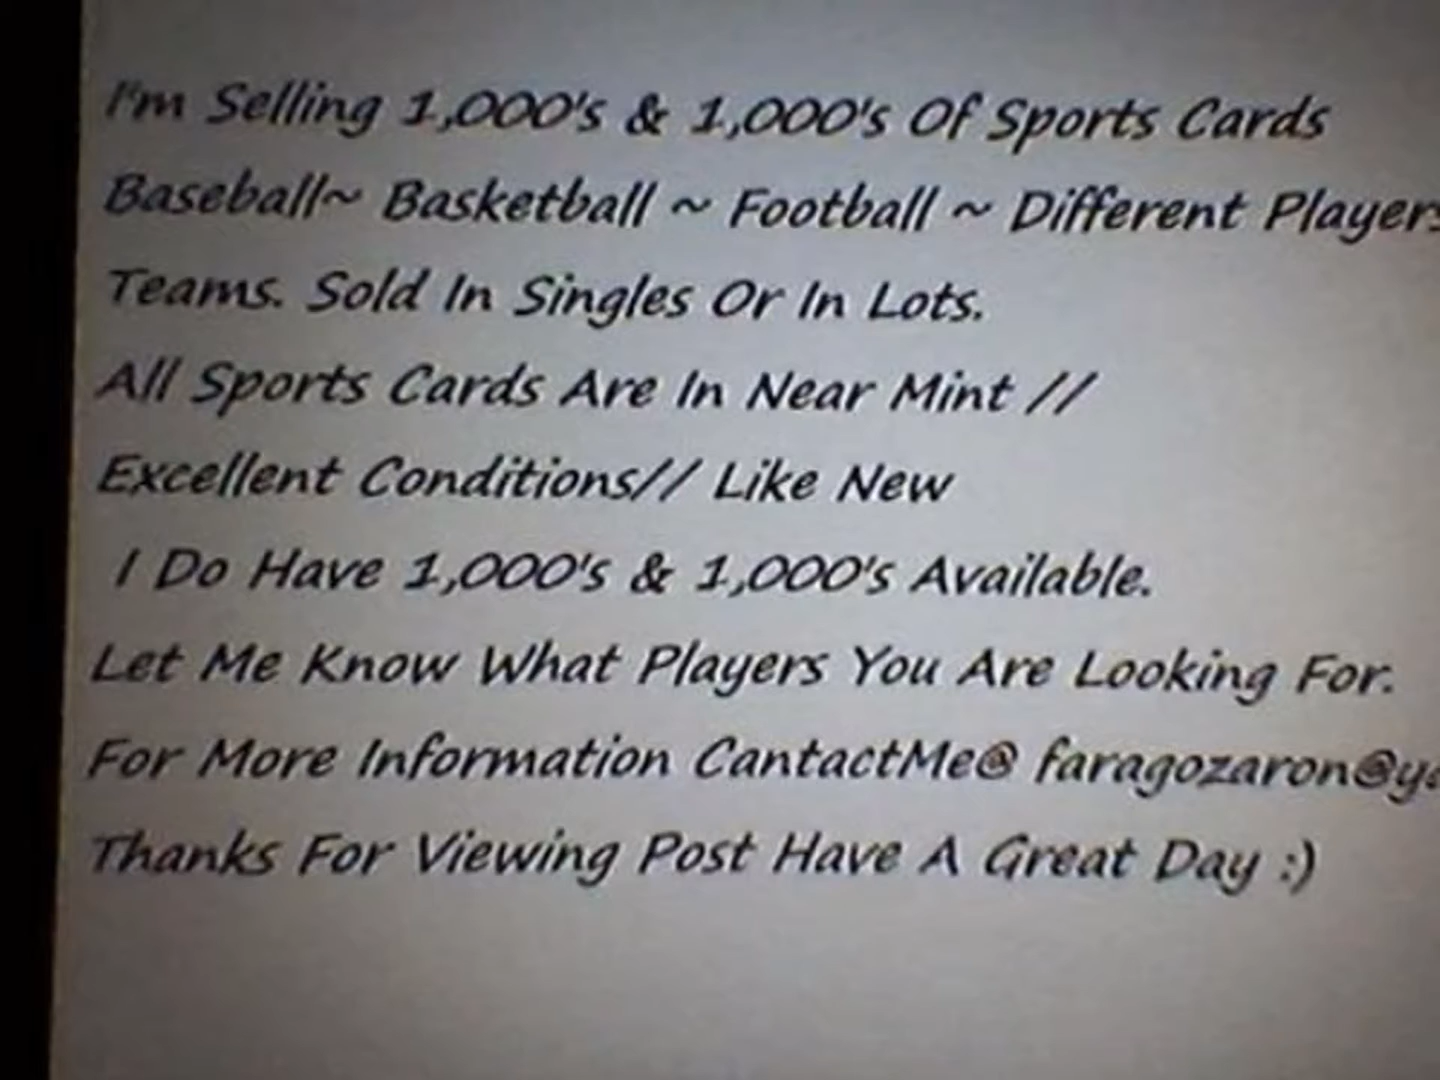 I'm Selling 1,000's & 1,000's Of Sports Cards
Baseball~ Basketball ~ Football ~ Different Players
Teams. Sold In Singles Or In Lots.
All Sports Cards Are In Near Mint //
Excellent Conditions// Like New
I Do Have 1,000's & 1,000's Available.
Let Me Know What Players You Are Looking For.
For More Information CantactMe@ faragozaron@y
Thanks For Viewing Post Have A Great Day :)